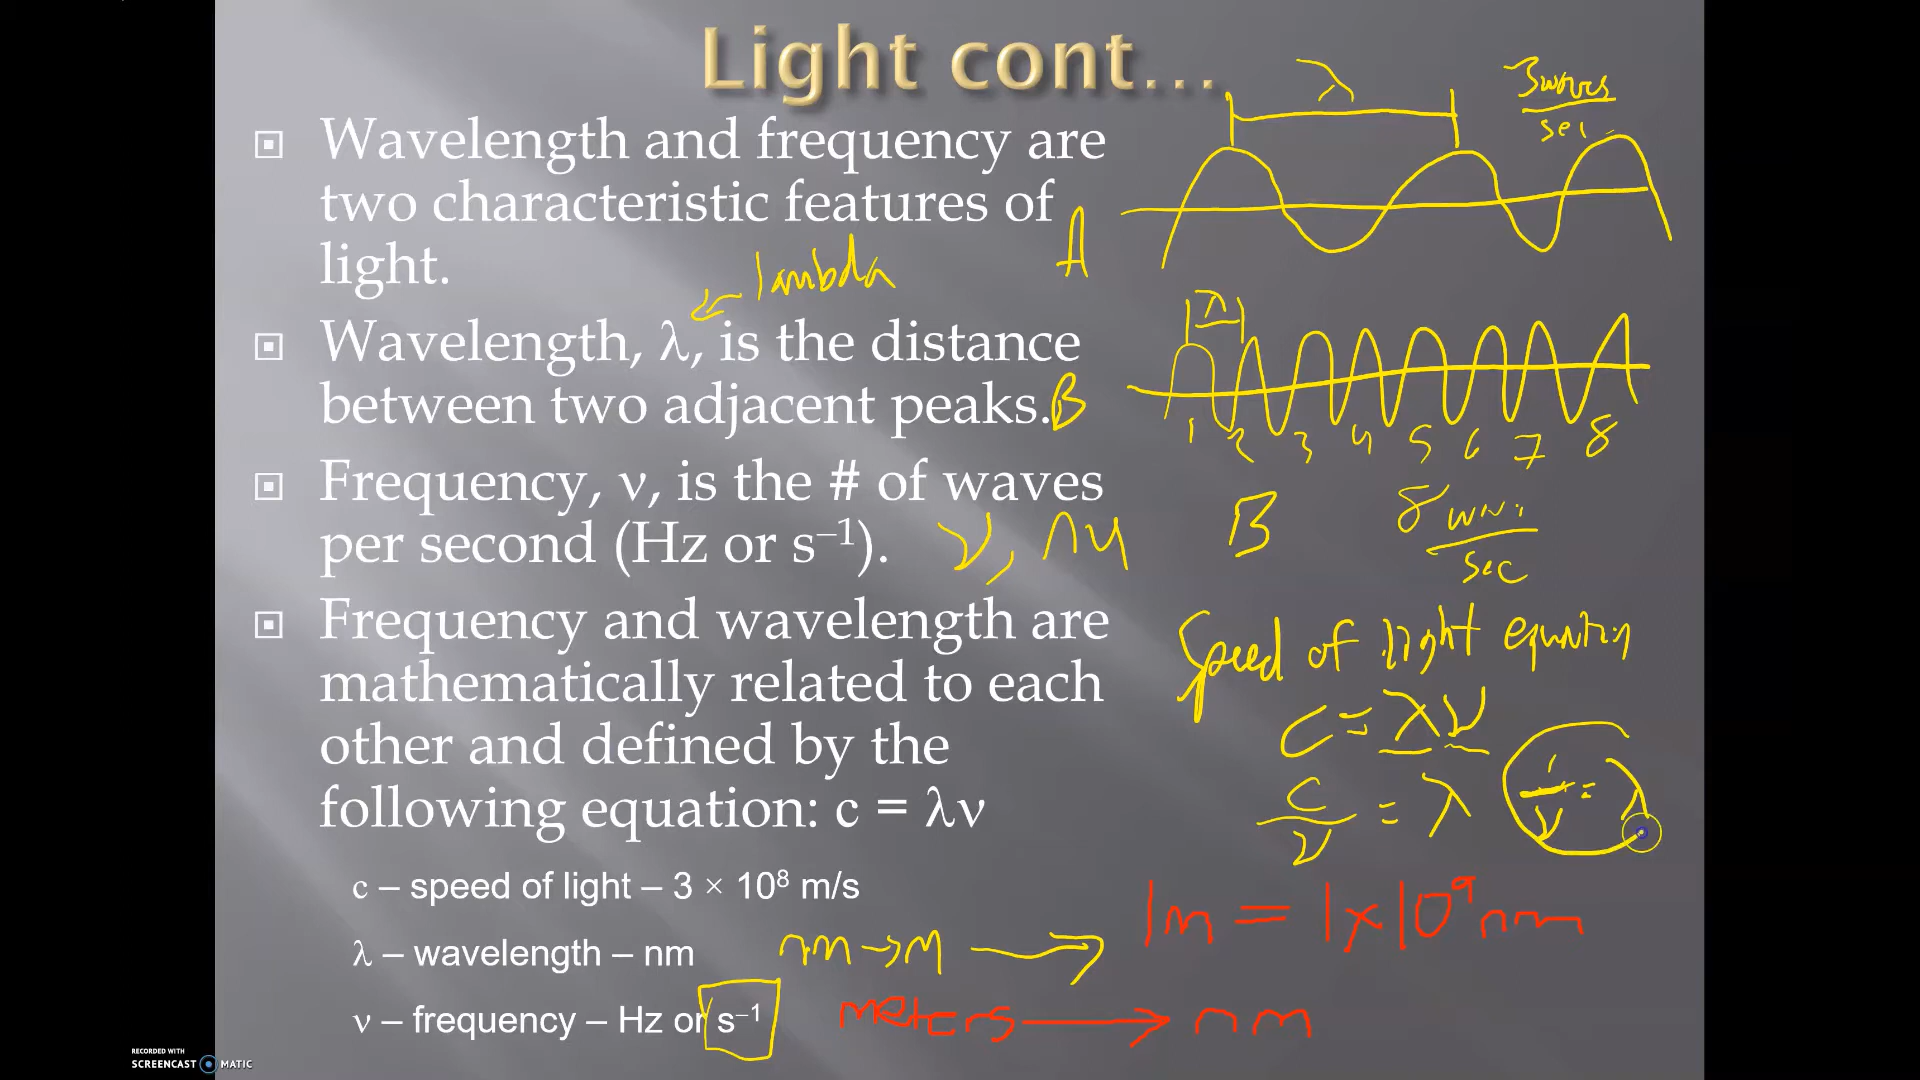 Light cont…
Wavelength and frequency are
two characteristic features of
light.
lambda
Wavelength, λ, is the distance
between two adjacent peaks.
Frequency, ν, is the # of waves
per second (Hz or s⁻¹).
ν, nu
Frequency and wavelength are
mathematically related to each
other and defined by the
following equation: c = λν
c – speed of light – 3 × 10⁸ m/s
λ – wavelength – nm
nm → m
ν – frequency – Hz or s⁻¹
meters → nm
λ
3 waves
sec
A
λ
B
1 2 3 4 5 6 7 8
B
8
sec
Speed of light equation
c = λν
c/ν = λ
1/ν = λ
1m = 1x10⁹ nm
RECORDED WITH
SCREENCAST MATIC